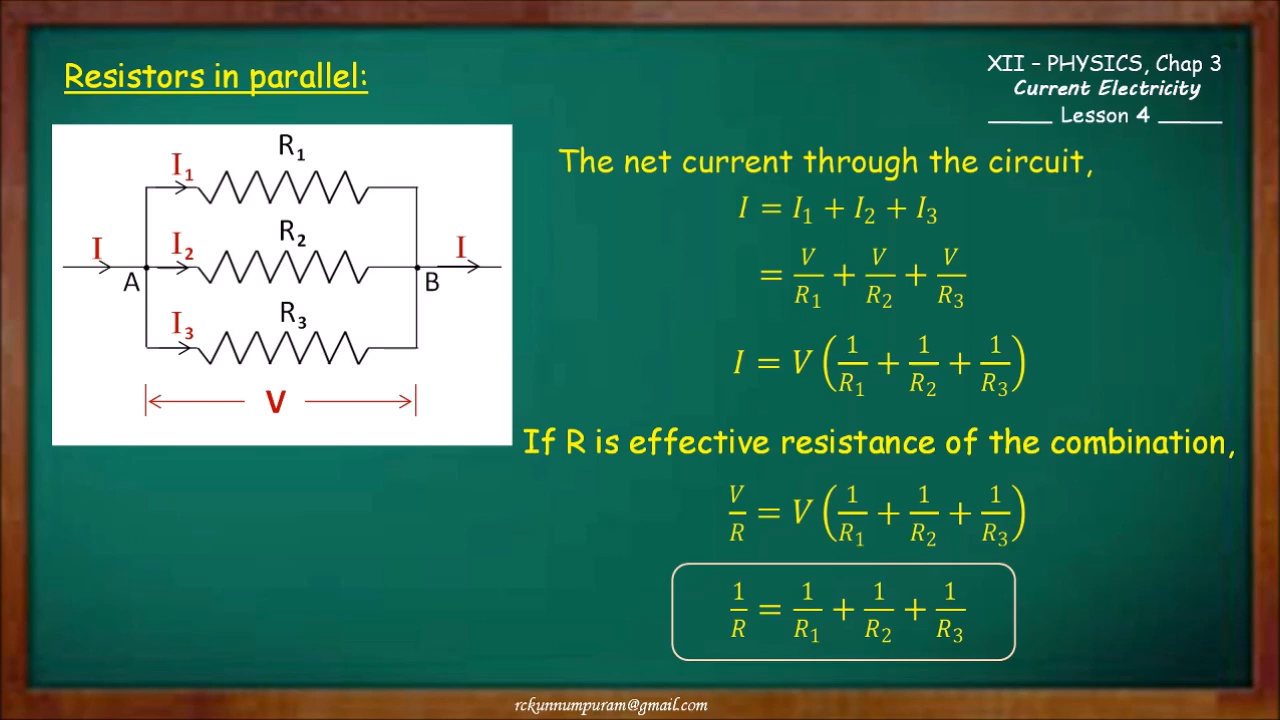 Resistors in parallel:
XII – PHYSICS, Chap 3
Current Electricity
_____ Lesson 4 _____
R₁
I₁
R₂
I₂
I
I
A
B
R₃
I₃
V
The net current through the circuit,
I = I₁ + I₂ + I₃
= V/R₁ + V/R₂ + V/R₃
I = V (1/R₁ + 1/R₂ + 1/R₃)
If R is effective resistance of the combination,
V/R = V (1/R₁ + 1/R₂ + 1/R₃)
1/R = 1/R₁ + 1/R₂ + 1/R₃
rckunnumpuram@gmail.com